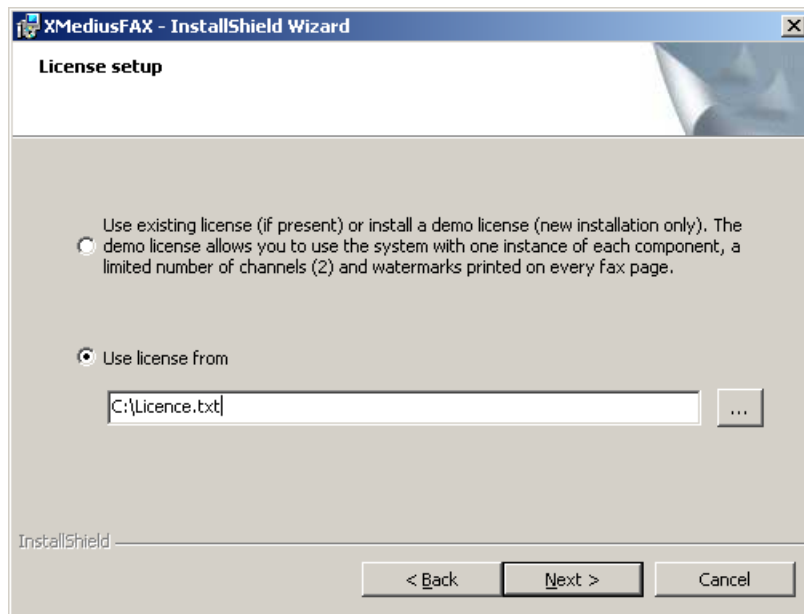 XMediusFAX - InstallShield Wizard
License setup
Use existing license (if present) or install a demo license (new installation only). The
demo license allows you to use the system with one instance of each component, a
limited number of channels (2) and watermarks printed on every fax page.
Use license from
C:\Licence.txt
...
InstallShield
< Back
Next >
Cancel